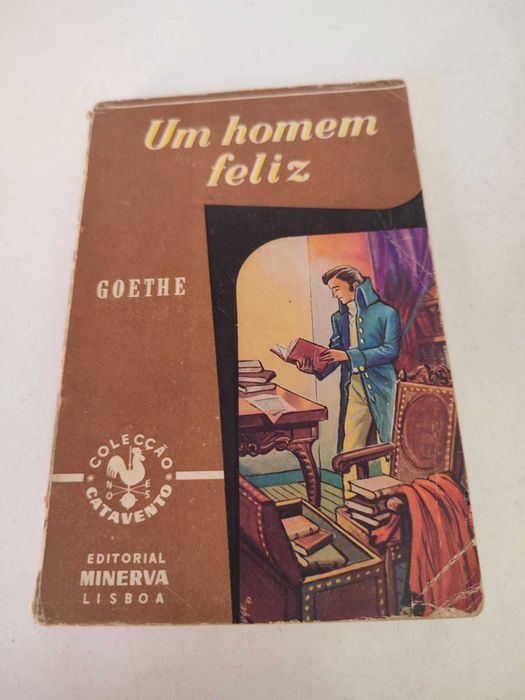 Um homem
feliz
GOETHE
COLECÇÃO
N
O E S
CATAVENTO
EDITORIAL
MINERVA
LISBOA